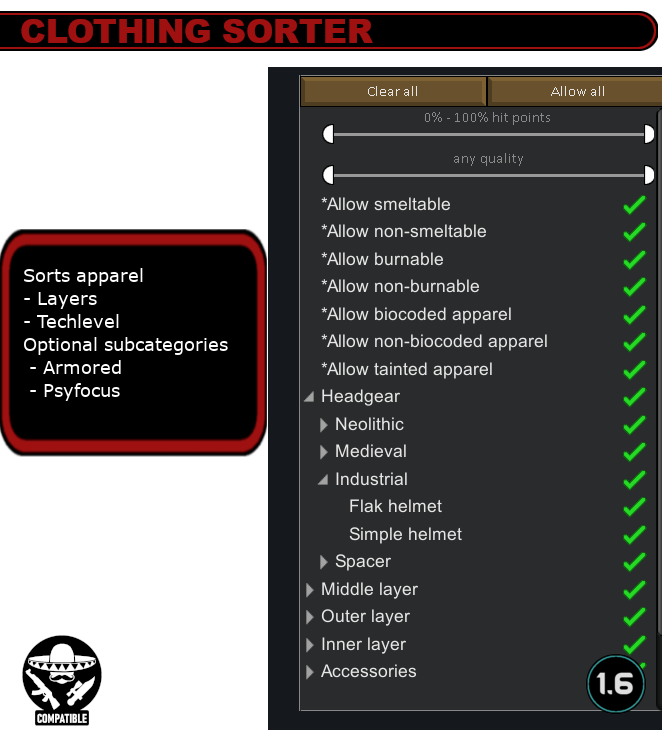 CLOTHING SORTER
Clear all
Allow all
0% - 100% hit points
any quality
*Allow smeltable
*Allow non-smeltable
*Allow burnable
*Allow non-burnable
*Allow biocoded apparel
*Allow non-biocoded apparel
*Allow tainted apparel
Headgear
Neolithic
Medieval
Industrial
Flak helmet
Simple helmet
Spacer
Middle layer
Outer layer
Inner layer
Accessories
Sorts apparel
- Layers
- Techlevel
Optional subcategories
- Armored
- Psyfocus
COMPATIBLE
1.6